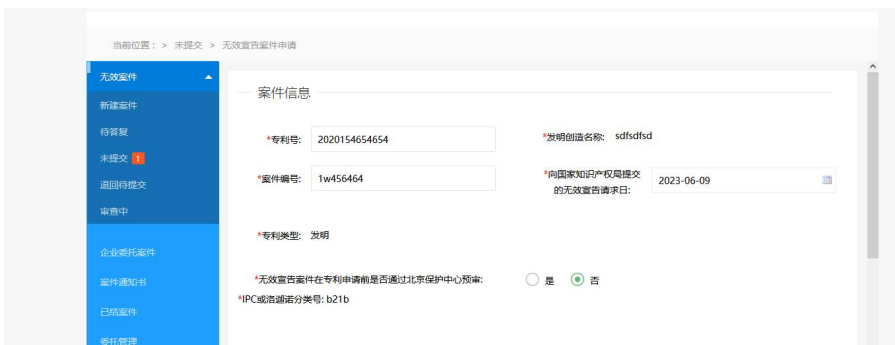 当前位置： > 未提交 > 无效宣告案件申请
无效案件
新建案件
待答复
未提交 1
退回待提交
审查中
企业委托案件
案件通知书
已结案件
委托管理
案件信息
*专利号: 2020154654654
*发明创造名称: sdfsdfsd
*案件编号: 1w456464
*向国家知识产权局提交
的无效宣告请求日: 2023-06-09
*专利类型: 发明
*无效宣告案件在专利申请前是否通过北京保护中心预审: 是 否
*IPC或洛迦诺分类号: b21b